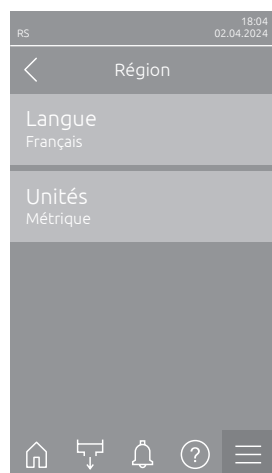 18:04
RS 02.04.2024
Région
Langue
Français
Unités
Métrique
?